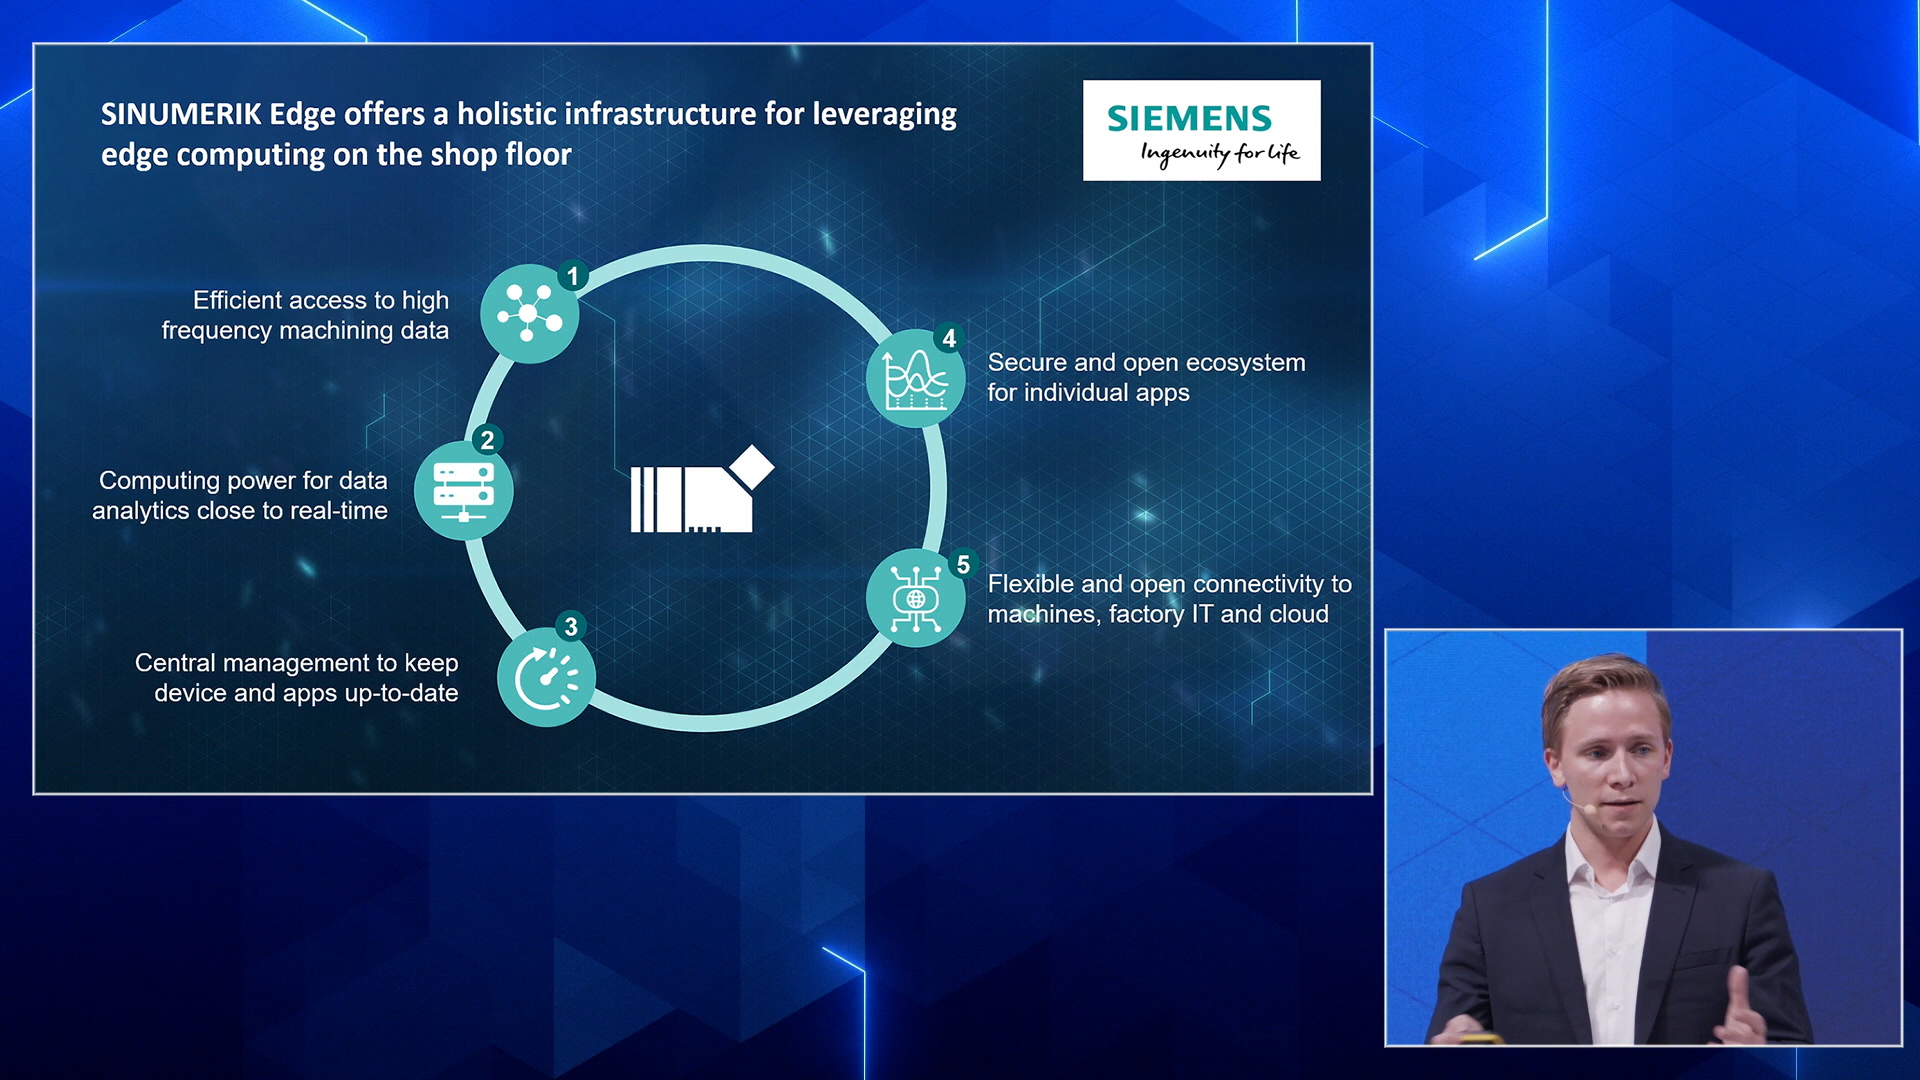 SINUMERIK Edge offers a holistic infrastructure for leveraging
edge computing on the shop floor
SIEMENS
Ingenuity for life
1
Efficient access to high
frequency machining data
2
Computing power for data
analytics close to real-time
3
Central management to keep
device and apps up-to-date
4
Secure and open ecosystem
for individual apps
5
Flexible and open connectivity to
machines, factory IT and cloud